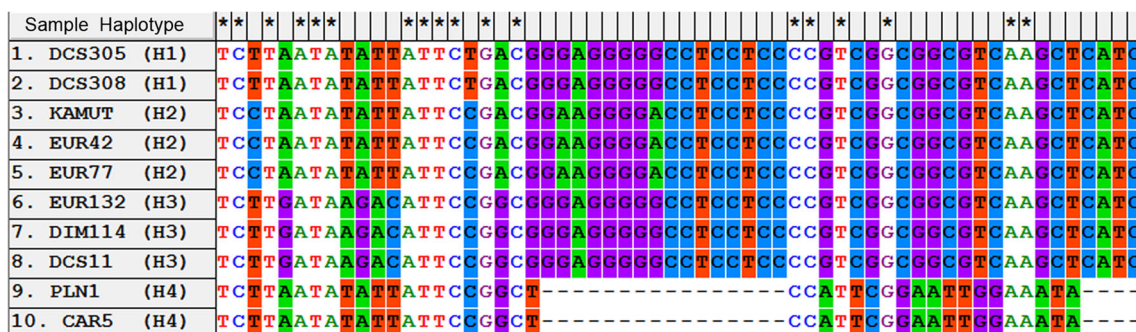 Sample Haplotype ** * *** **** * * ** * * **
1. DCS305 (H1) TCTTAATATATTATTCTGACGGGAGGGGGCCTCCTCCCCGTCGGCGGCGTCAAGCTCATC
2. DCS308 (H1) TCTTAATATATTATTCTGACGGGAGGGGGCCTCCTCCCCGTCGGCGGCGTCAAGCTCATC
3. KAMUT (H2) TCCTAATATATTATTCCGACGGAAGGGGACCTCCTCCCCGTCGGCGGCGTCAAGCTCATC
4. EUR42 (H2) TCCTAATATATTATTCCGACGGAAGGGGACCTCCTCCCCGTCGGCGGCGTCAAGCTCATC
5. EUR77 (H2) TCCTAATATATTATTCCGACGGAAGGGGACCTCCTCCCCGTCGGCGGCGTCAAGCTCATC
6. EUR132 (H3) TCTTGATAAGACATTCCGGCGGGAGGGGGCCTCCTCCCCGTCGGCGGCGTCAAGCTCATC
7. DIM114 (H3) TCTTGATAAGACATTCCGGCGGGAGGGGGCCTCCTCCCCGTCGGCGGCGTCAAGCTCATC
8. DCS11 (H3) TCTTGATAAGACATTCCGGCGGGAGGGGGCCTCCTCCCCGTCGGCGGCGTCAAGCTCATC
9. PLN1 (H4) TCTTAATATATTATTCCGGCT----------------CCATTCGGAATTGGAAATA----
10. CAR5 (H4) TCTTAATATATTATTCCGGCT----------------CCATTCGGAATTGGAAATA----